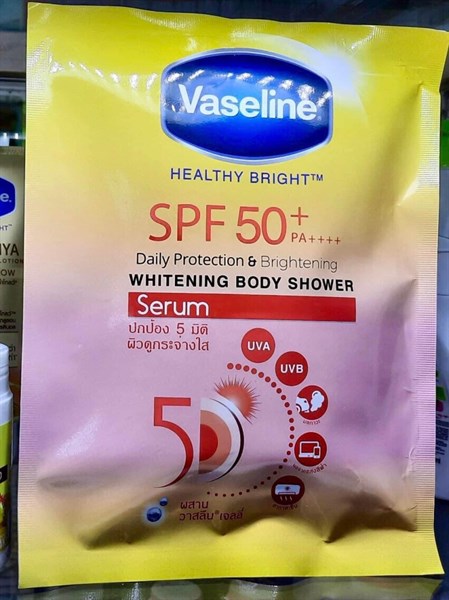 Vaseline
HEALTHY BRIGHT™
SPF 50+
PA++++
Daily Protection & Brightening
WHITENING BODY SHOWER
Serum
ปกป้อง 5 มิติ
ผิวดูกระจ่างใส
UVA
UVB
5D
ผสาน
วาสลีน®เจลลี่